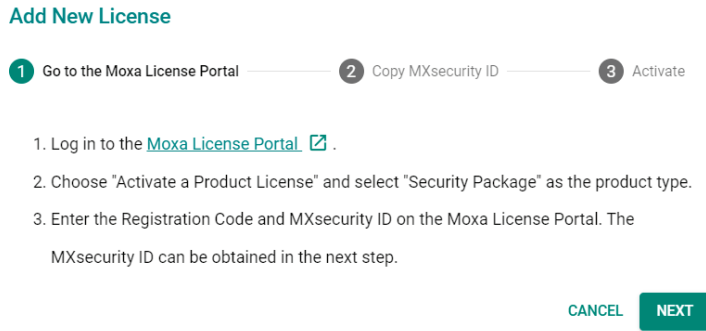 Add New License
1 Go to the Moxa License Portal 2 Copy MXsecurity ID 3 Activate
1. Log in to the Moxa License Portal .
2. Choose "Activate a Product License" and select "Security Package" as the product type.
3. Enter the Registration Code and MXsecurity ID on the Moxa License Portal. The
MXsecurity ID can be obtained in the next step.
CANCEL NEXT